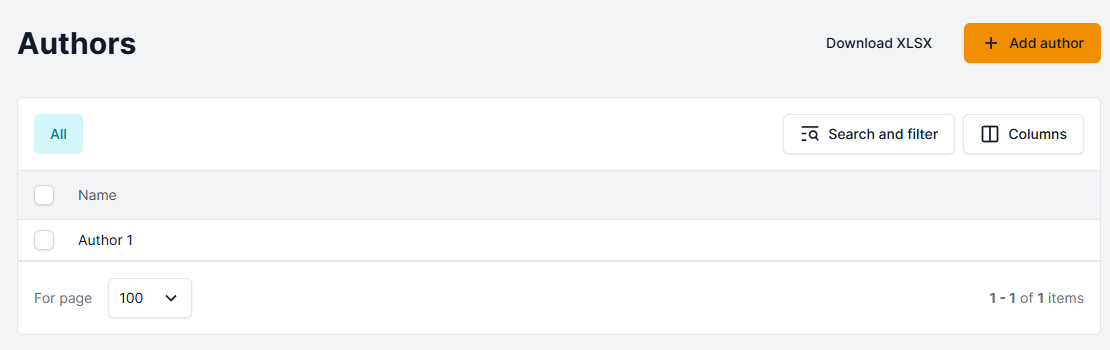 Authors
Download XLSX
Add author
All
Search and filter
Columns
Name
Author 1
For page
100
1 - 1 of 1 items